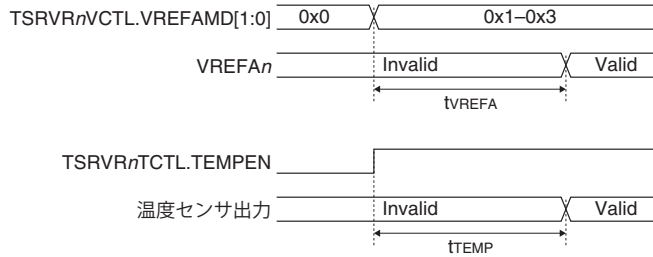 TSRVRnVCTL.VREFAMD[1:0] 0x0 0x1–0x3
VREFAn Invalid Valid
tVREFA
TSRVRnTCTL.TEMPEN
温度センサ出力 Invalid Valid
tTEMP